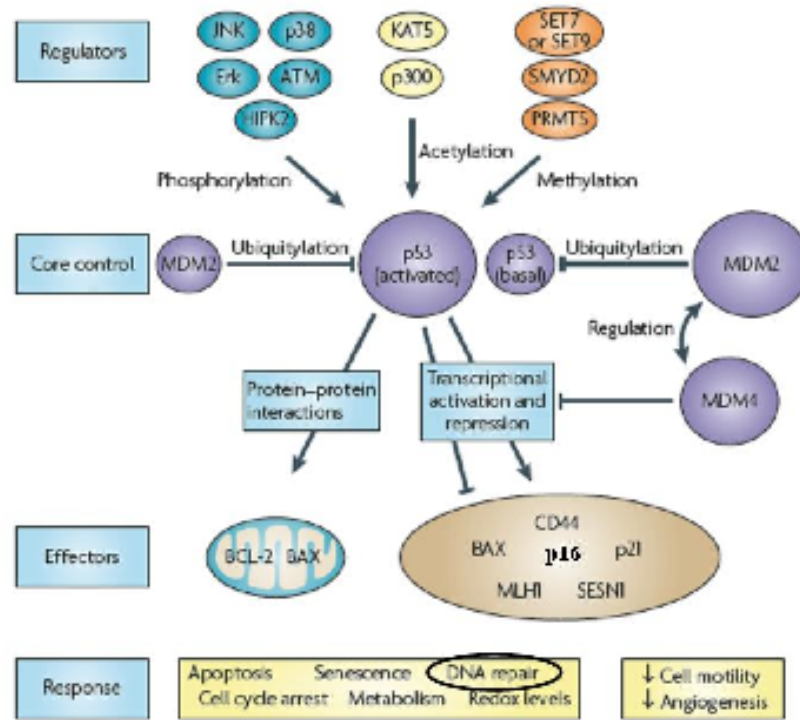 Regulators
JNK
p38
Erk
ATM
HIPK2
KAT5
p300
SET7
or SET9
SMYD2
PRMT5
Phosphorylation
Acetylation
Methylation
Core control
MDM2
Ubiquitylation
p53
(activated)
p53
(basal)
Ubiquitylation
MDM2
Regulation
MDM4
Protein–protein
interactions
Transcriptional
activation and
repression
Effectors
BCL-2 BAX
CD44
BAX
p16
p21
MLH1
SESN1
Response
Apoptosis Senescence DNA repair
Cell cycle arrest Metabolism Redox levels
↓ Cell motility
↓ Angiogenesis